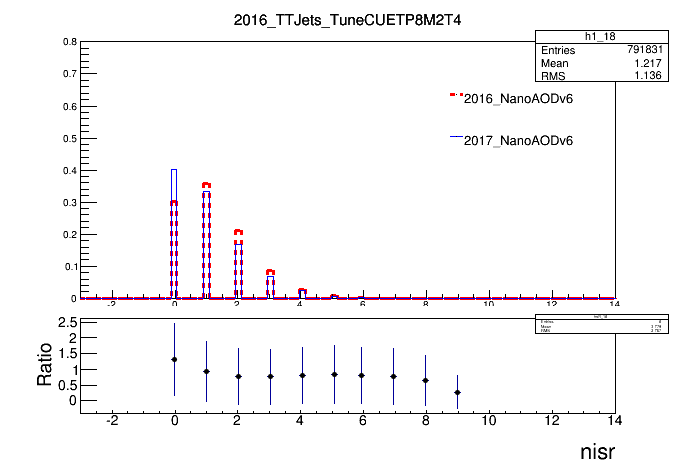 2016_TTJets_TuneCUETP8M2T4
h1_18
Entries 791831
Mean 1.217
RMS 1.136
0.8
0.7
0.6
0.5
0.4
0.3
0.2
0.1
0
2016_NanoAODv6
2017_NanoAODv6
-2 0 2 4 6 8 10 12 14
Entries
Mean
RMS
2.5
2
1.5
1
0.5
0
Ratio
-2 0 2 4 6 8 10 12 14
nisr